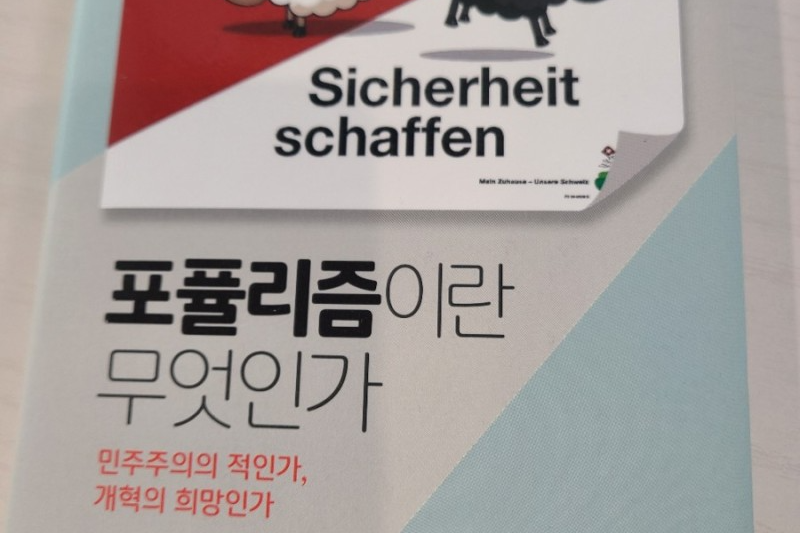 Sicherheit
schaffen
Mein Zuhause – Unsere Schweiz
포퓰리즘이란
무엇인가
민주주의의 적인가,
개혁의 희망인가